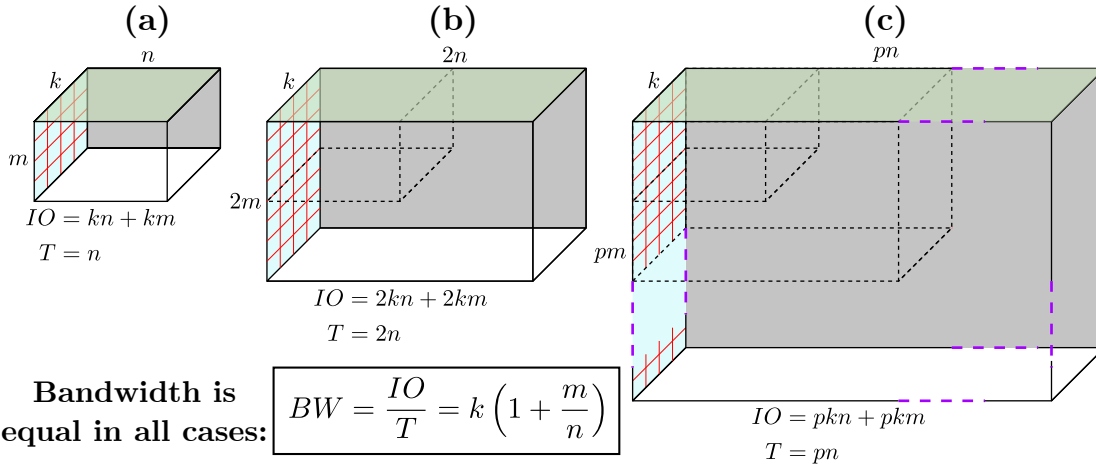 (a)
n
k
m
IO = kn + km
T = n
(b)
2n
k
2m
IO = 2kn + 2km
T = 2n
(c)
pn
k
pm
IO = pkn + pkm
T = pn
Bandwidth is
equal in all cases:
BW = IO/T = k (1 + m/n)